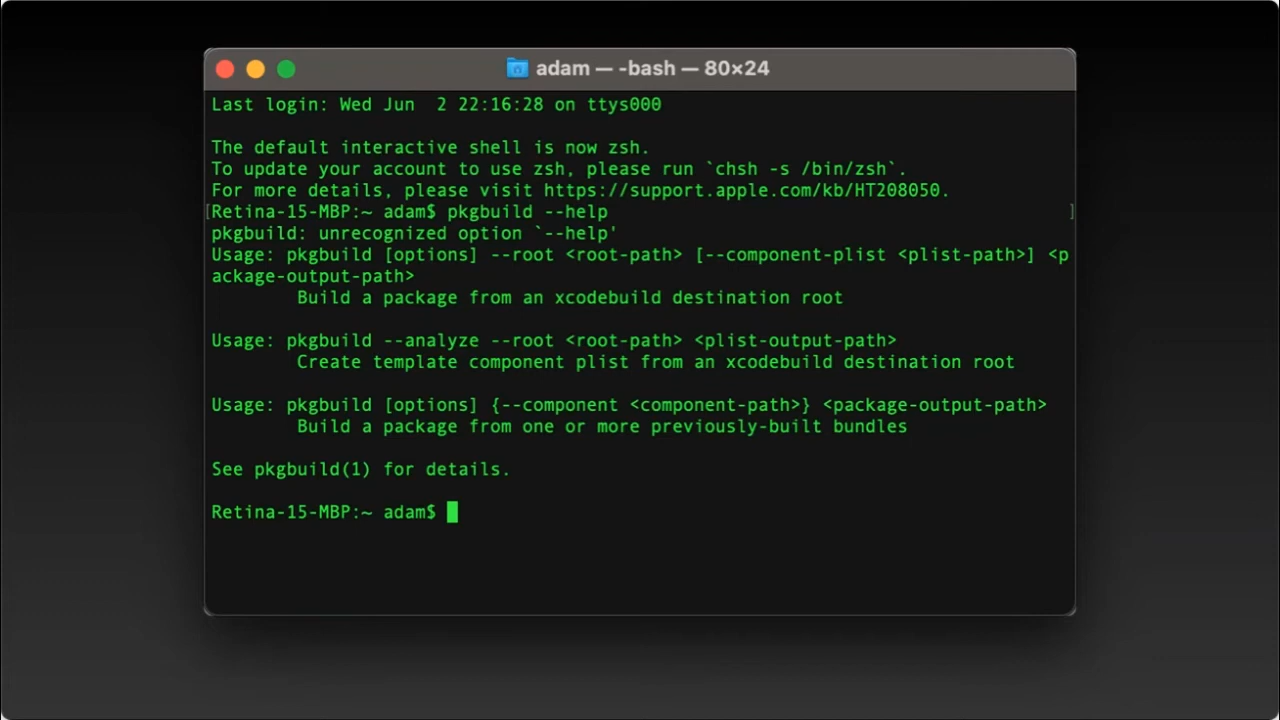 adam — -bash — 80×24
Last login: Wed Jun  2 22:16:28 on ttys000
The default interactive shell is now zsh.
To update your account to use zsh, please run `chsh -s /bin/zsh`.
For more details, please visit https://support.apple.com/kb/HT208050.
[Retina-15-MBP:~ adam$ pkgbuild --help ]
pkgbuild: unrecognized option `--help'
Usage: pkgbuild [options] --root <root-path> [--component-plist <plist-path>] <p
ackage-output-path>
        Build a package from an xcodebuild destination root
Usage: pkgbuild --analyze --root <root-path> <plist-output-path>
        Create template component plist from an xcodebuild destination root
Usage: pkgbuild [options] {--component <component-path>} <package-output-path>
        Build a package from one or more previously-built bundles
See pkgbuild(1) for details.
Retina-15-MBP:~ adam$